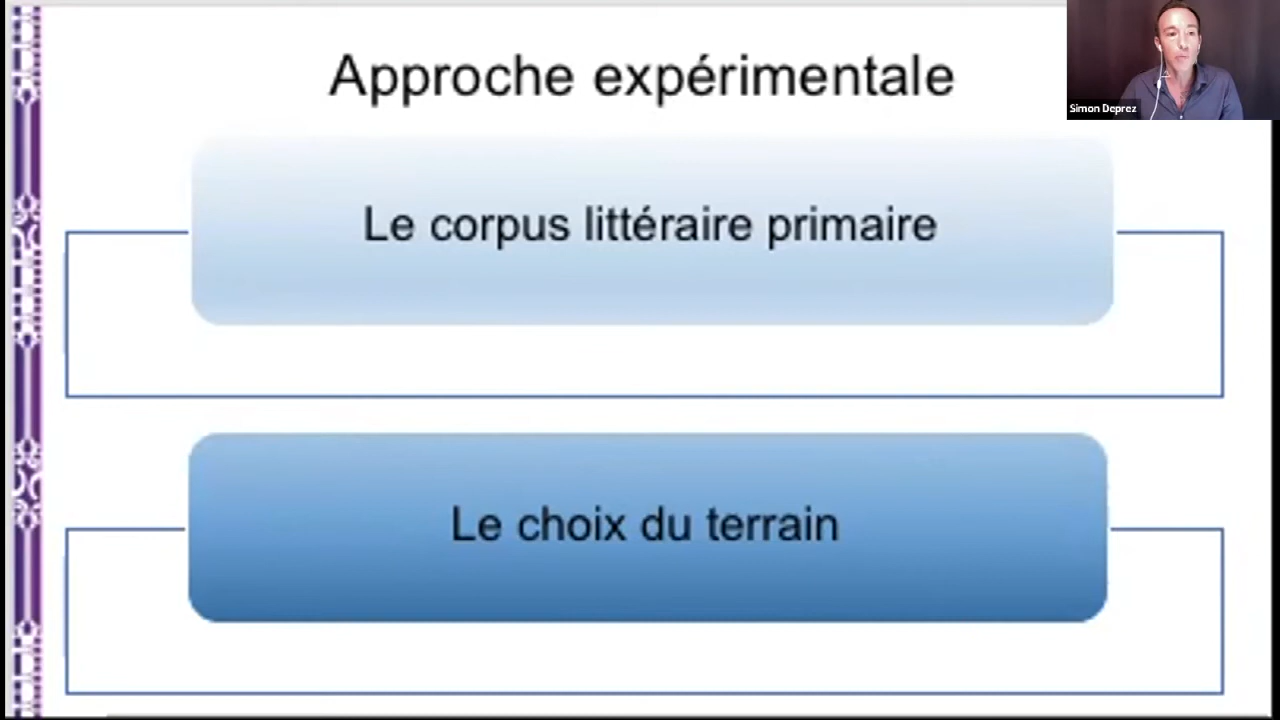 Approche expérimentale
Simon Deprez
Le corpus littéraire primaire
Le choix du terrain